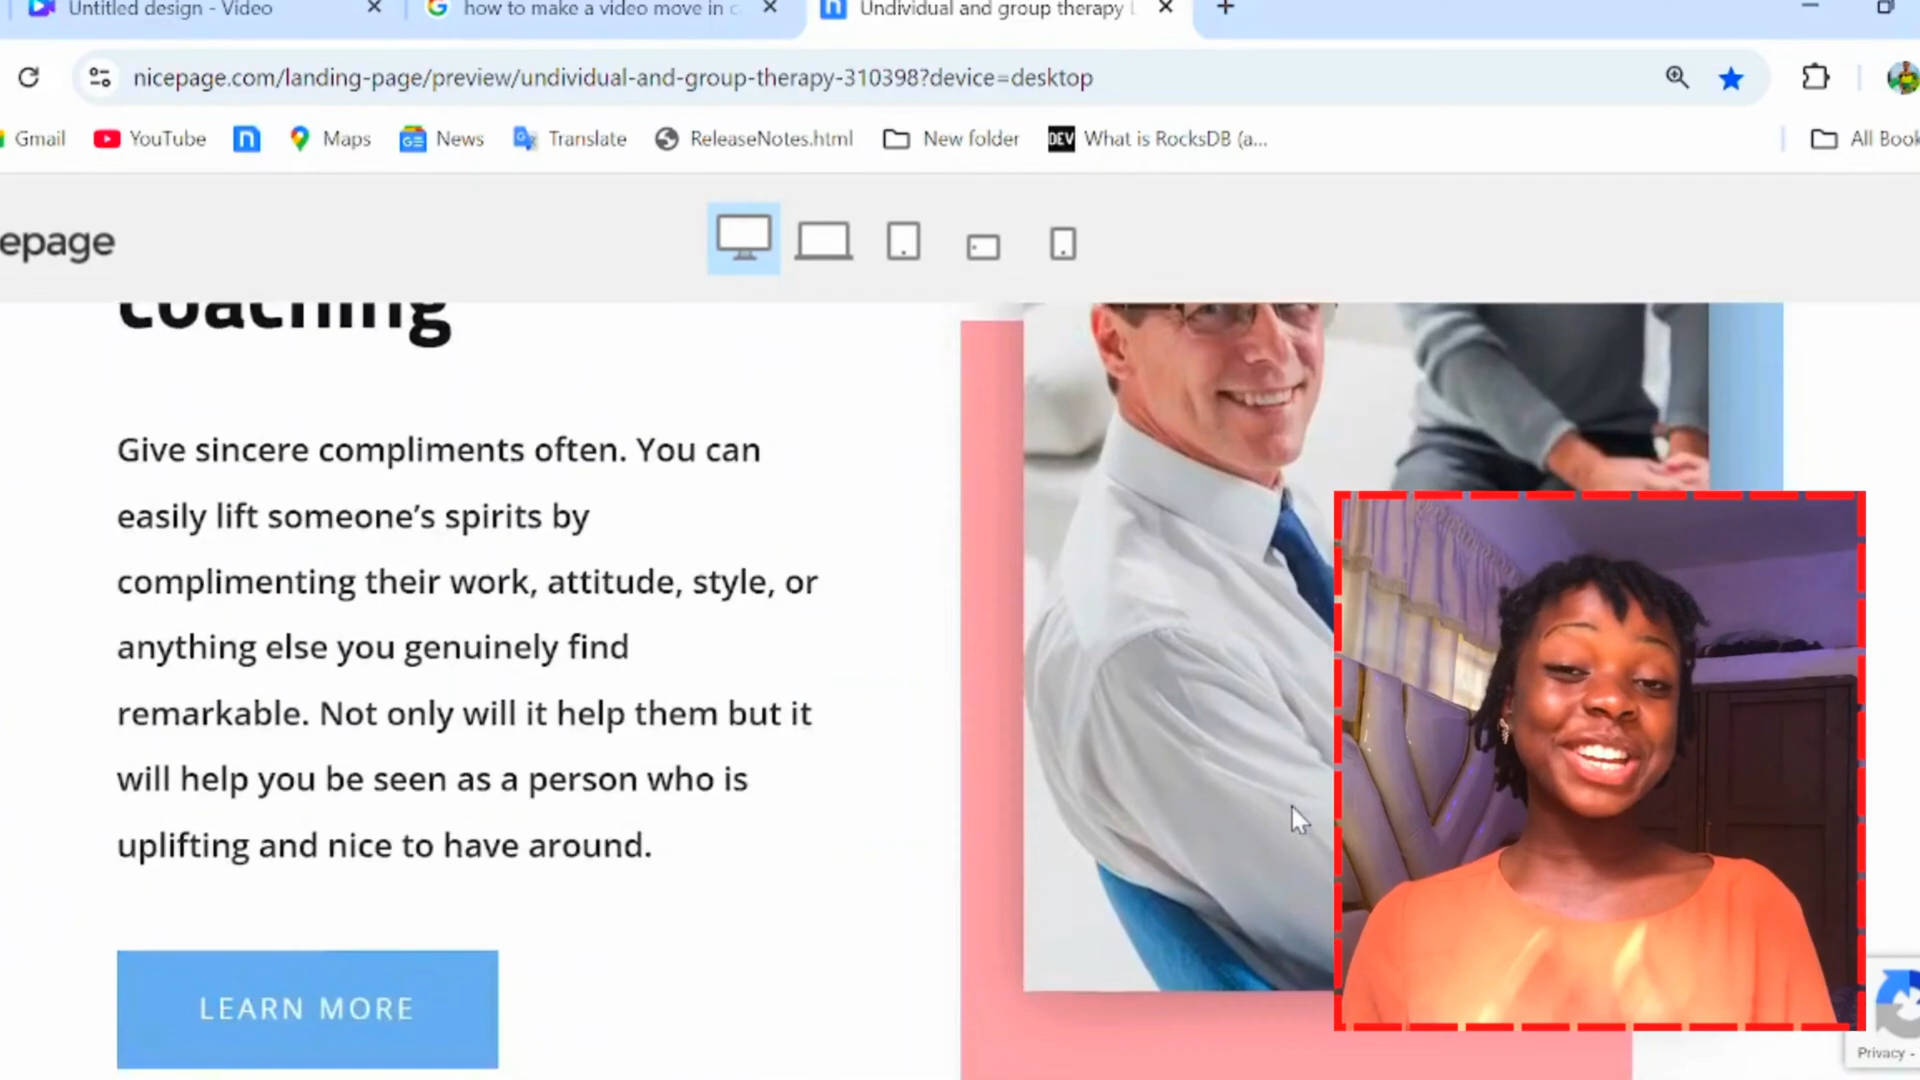 Untitled design - Video
how to make a video move in c
Undividual and group therapy
nicepage.com/landing-page/preview/undividual-and-group-therapy-310398?device=desktop
Gmail
YouTube
Maps
News
Translate
ReleaseNotes.html
New folder
DEV
What is RocksDB (a...
All Book
epage
coaching
Give sincere compliments often. You can
easily lift someone’s spirits by
complimenting their work, attitude, style, or
anything else you genuinely find
remarkable. Not only will it help them but it
will help you be seen as a person who is
uplifting and nice to have around.
LEARN MORE
Privacy -